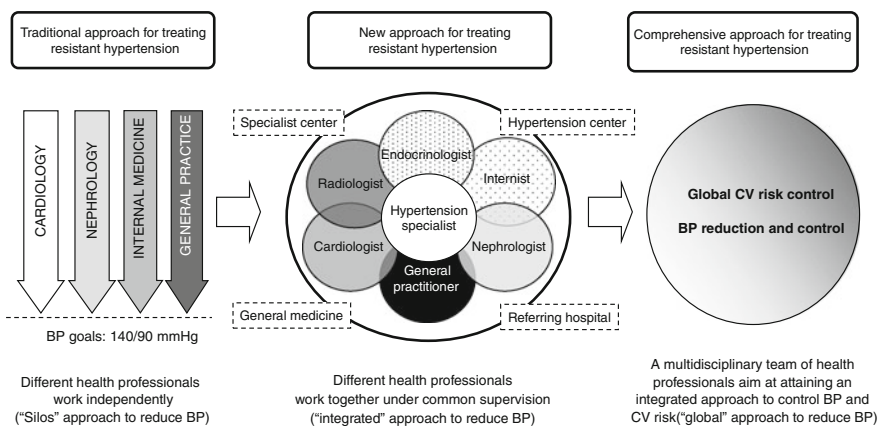 Traditional approach for treating
resistant hypertension
New approach for treating
resistant hypertension
Comprehensive approach for treating
resistant hypertension
CARDIOLOGY
NEPHROLOGY
INTERNAL MEDICINE
GENERAL PRACTICE
BP goals: 140/90 mmHg
Specialist center
Hypertension center
Endocrinologist
Radiologist
Internist
Hypertension
specialist
Cardiologist
Nephrologist
General
practitioner
General medicine
Referring hospital
Global CV risk control
BP reduction and control
Different health professionals
work independently
("Silos" approach to reduce BP)
Different health professionals
work together under common supervision
("integrated" approach to reduce BP)
A multidisciplinary team of health
professionals aim at attaining an
integrated approach to control BP and
CV risk("global" approach to reduce BP)